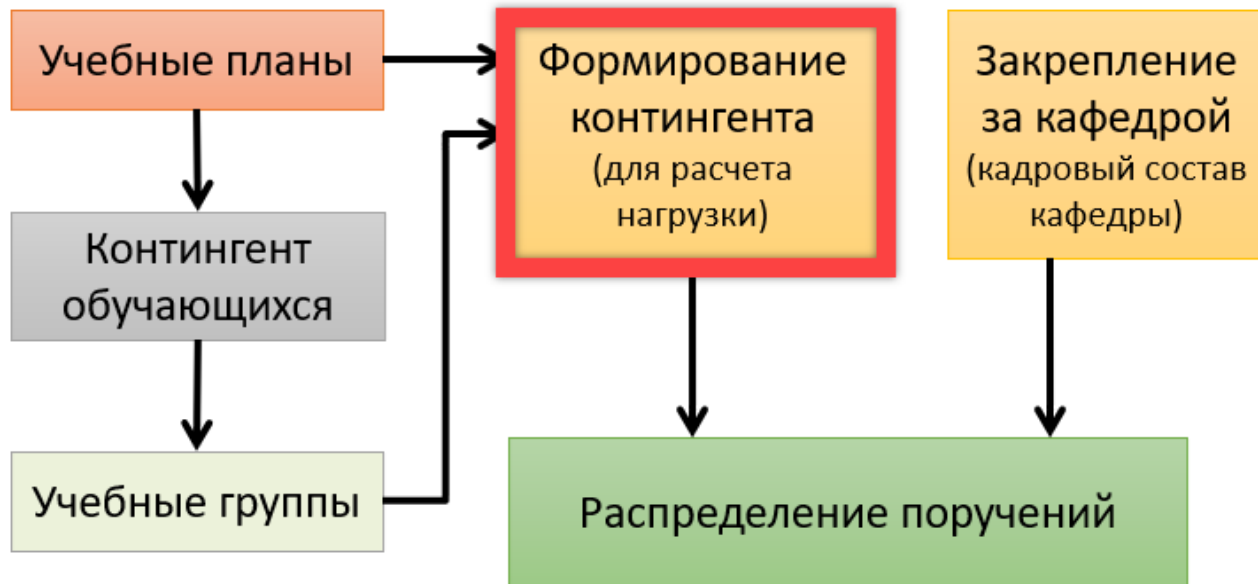 Учебные планы
Формирование
контингента
(для расчета
нагрузки)
Закрепление
за кафедрой
(кадровый состав
кафедры)
Контингент
обучающихся
Учебные группы
Распределение поручений